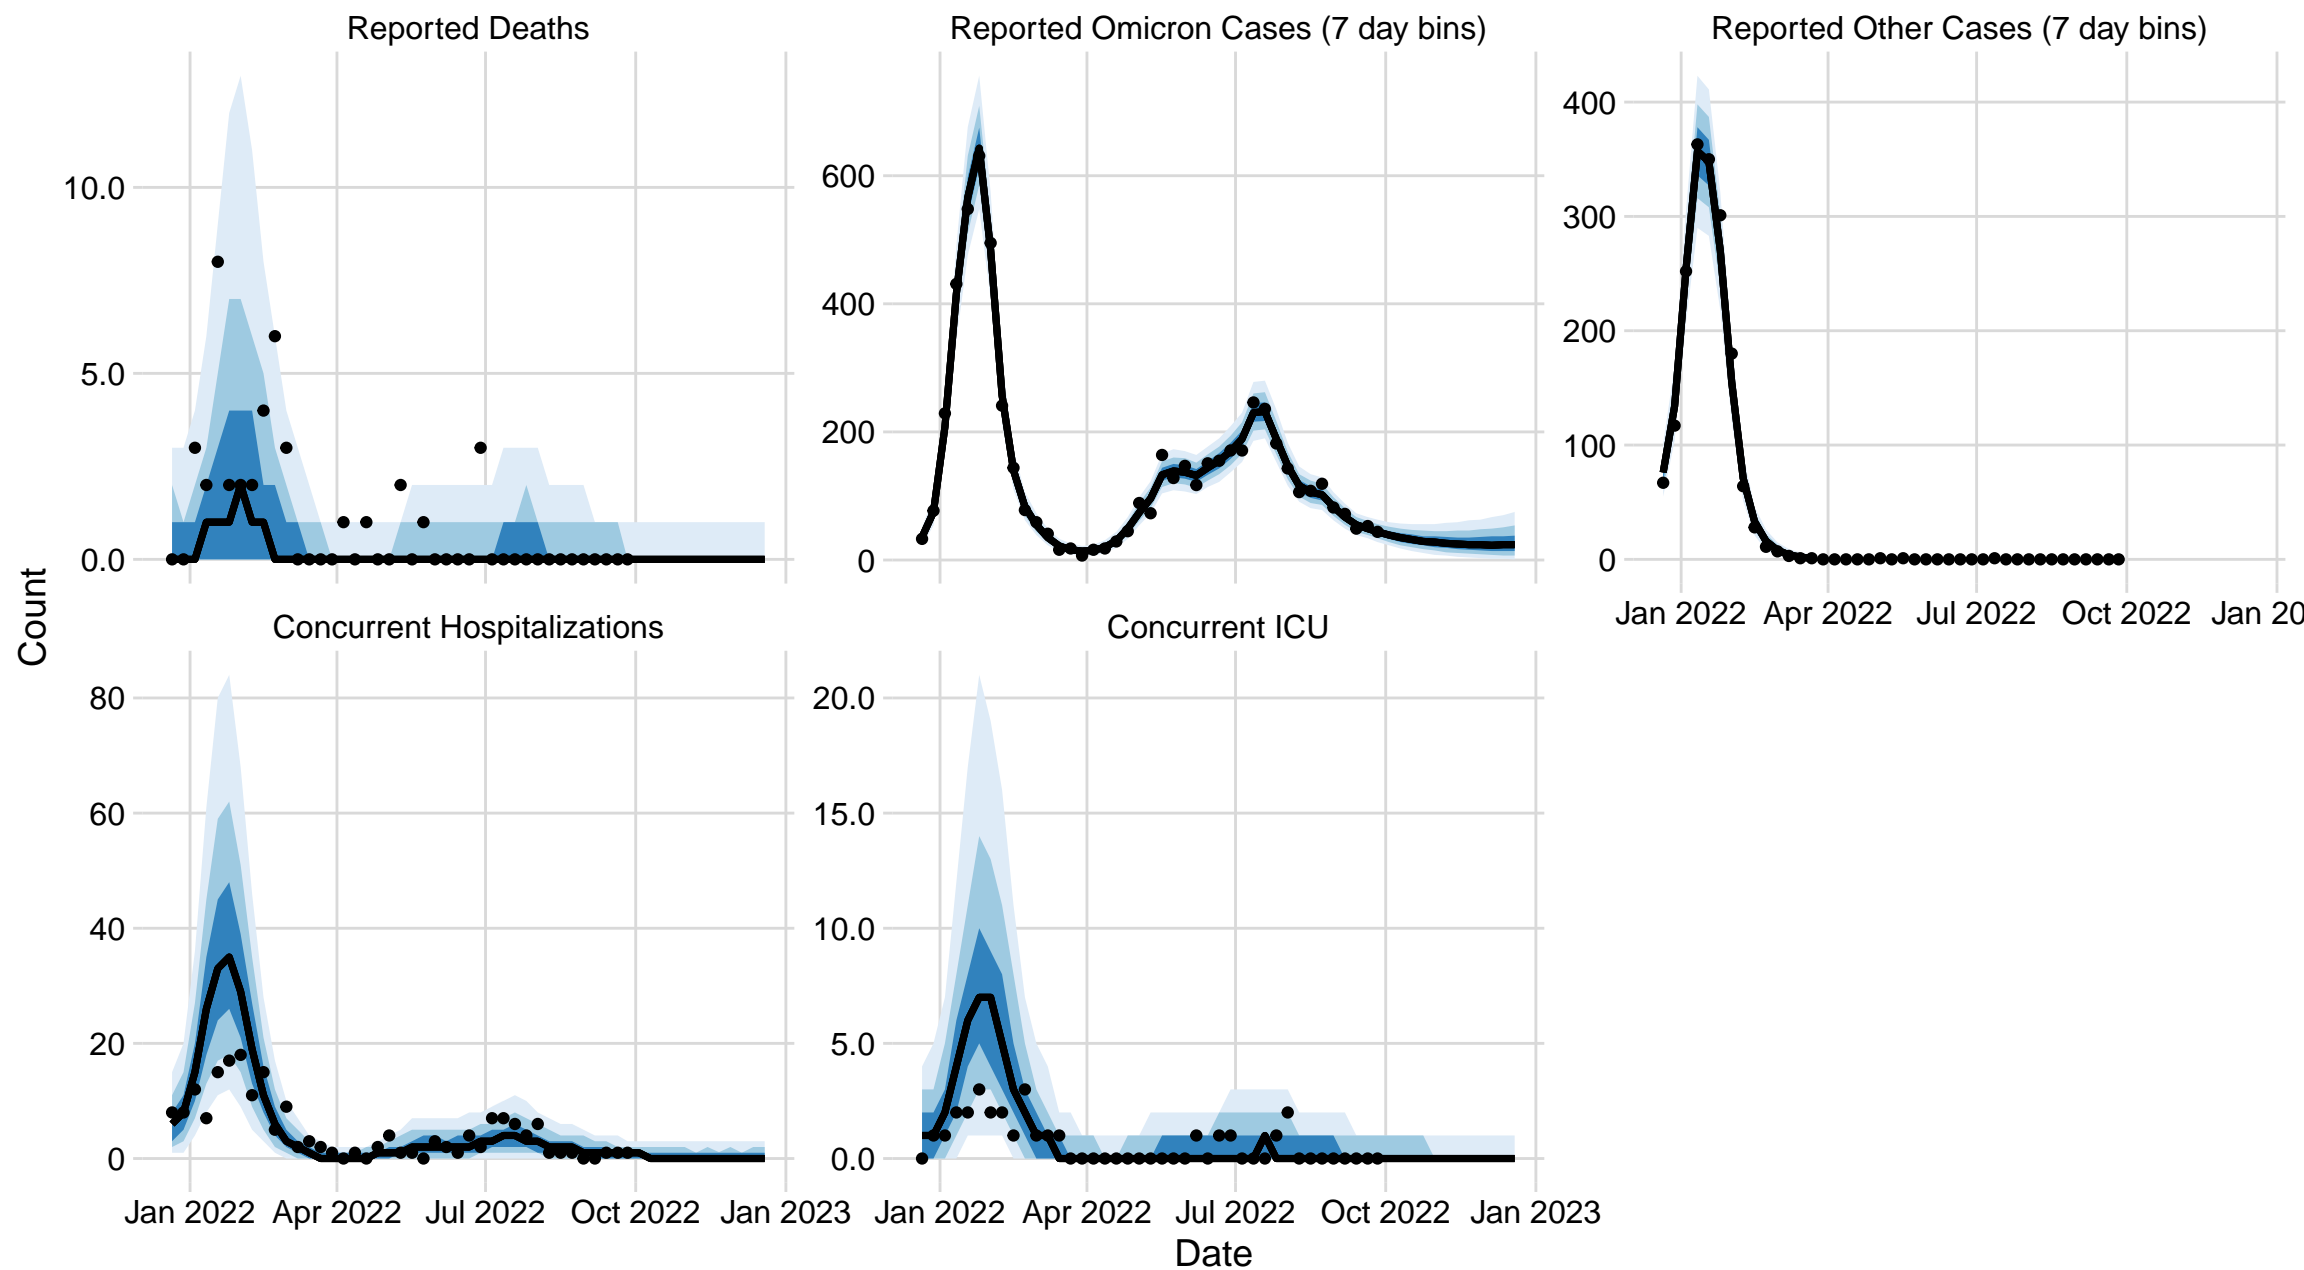 Reported Deaths
Reported Omicron Cases (7 day bins)
Reported Other Cases (7 day bins)
10.0
5.0
0.0
600
400
200
0
400
300
200
100
0
Jan 2022 Apr 2022 Jul 2022 Oct 2022 Jan 20
Count
Concurrent Hospitalizations
Concurrent ICU
80
60
40
20
0
20.0
15.0
10.0
5.0
0.0
Jan 2022 Apr 2022 Jul 2022 Oct 2022 Jan 2023
Jan 2022 Apr 2022 Jul 2022 Oct 2022 Jan 2023
Date